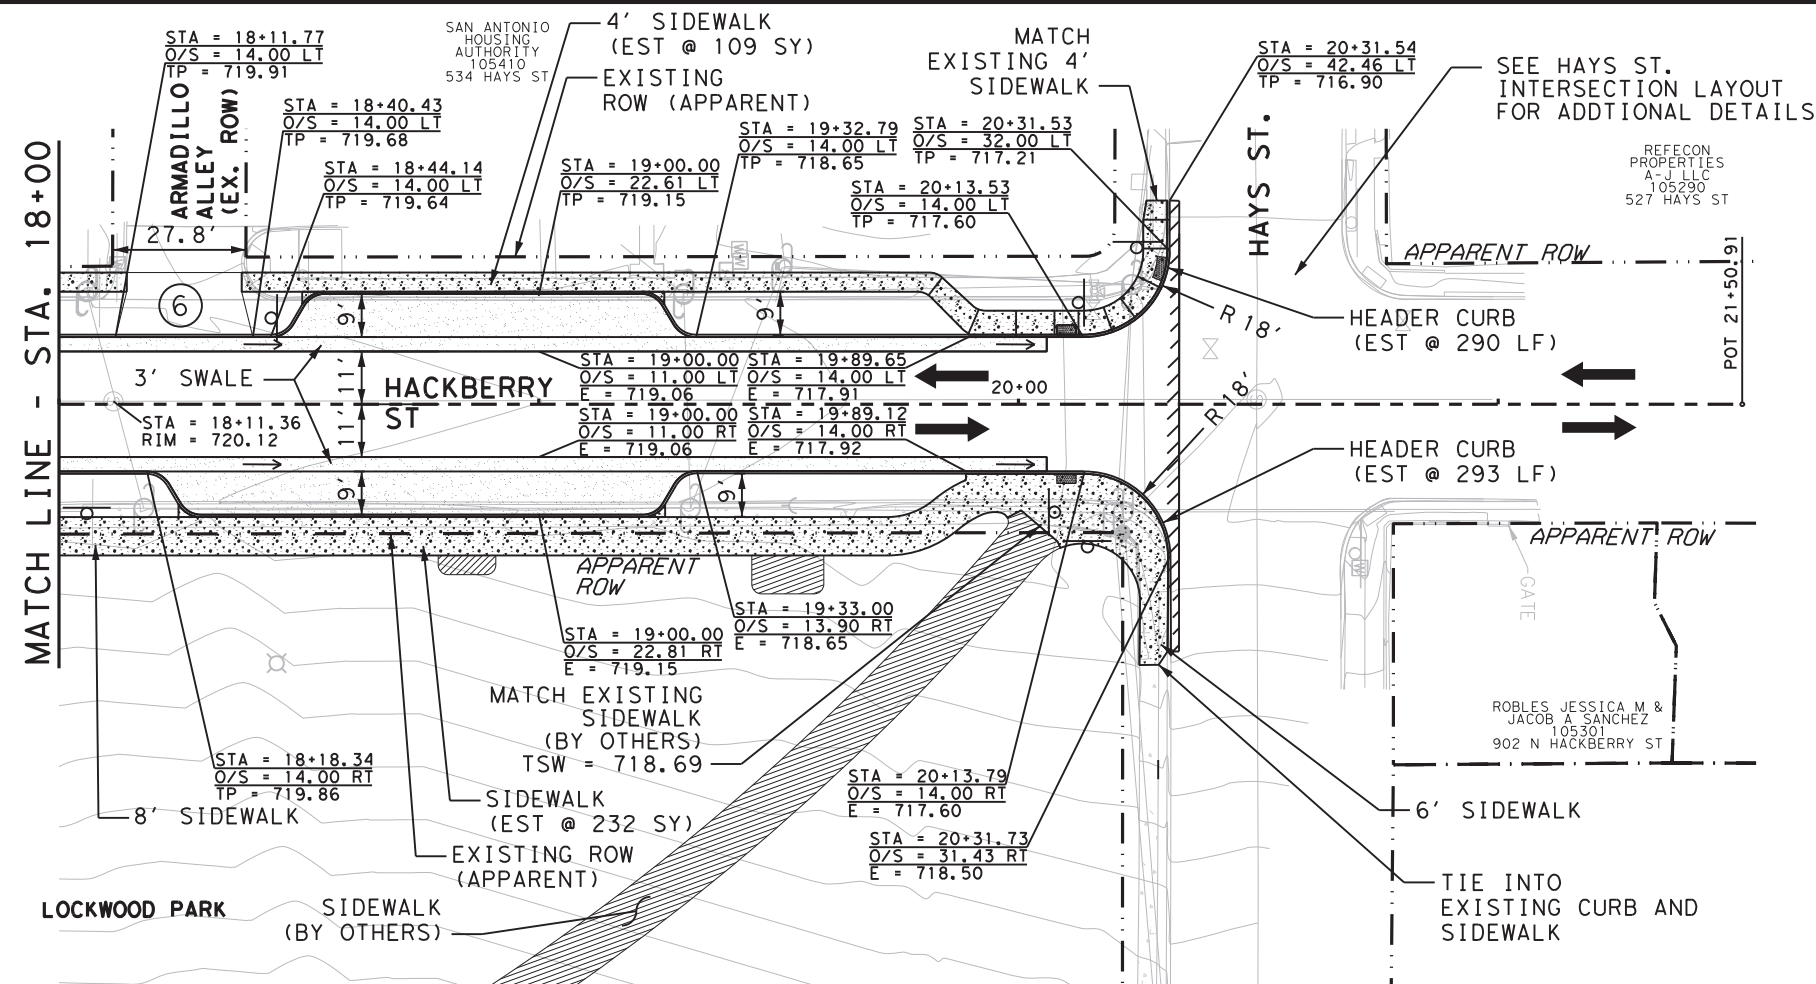 STA = 18+11.77
O/S = 14.00 LT
TP = 719.91
SAN ANTONIO
HOUSING
AUTHORITY
105410
534 HAYS ST
4' SIDEWALK
(EST @ 109 SY)
EXISTING
ROW (APPARENT)
MATCH
EXISTING 4'
SIDEWALK
STA = 20+31.54
O/S = 42.46 LT
TP = 716.90
SEE HAYS ST.
INTERSECTION LAYOUT
FOR ADDTIONAL DETAILS
ARMADILLO
ALLEY
(EX. ROW)
27.8'
STA = 18+40.43
O/S = 14.00 LT
TP = 719.68
STA = 18+44.14
O/S = 14.00 LT
TP = 719.64
STA = 19+00.00
O/S = 22.61 LT
TP = 719.15
STA = 19+32.79
O/S = 14.00 LT
TP = 718.65
STA = 20+31.53
O/S = 32.00 LT
TP = 717.21
STA = 20+13.53
O/S = 14.00 LT
TP = 717.60
HAYS ST.
REFECON
PROPERTIES
A-J LLC
105290
527 HAYS ST
APPARENT ROW
POT 21+50.91
MATCH LINE - STA. 18+00
6
9'
9'
R 18'
HEADER CURB
(EST @ 290 LF)
3' SWALE
11'
11'
HACKBERRY
ST
STA = 19+00.00
O/S = 11.00 LT
E = 719.06
STA = 19+89.65
O/S = 14.00 LT
E = 717.91
20+00
STA = 18+11.36
RIM = 720.12
STA = 19+00.00
O/S = 11.00 RT
E = 719.06
STA = 19+89.12
O/S = 14.00 RT
E = 717.92
R 18'
HEADER CURB
(EST @ 293 LF)
9'
9'
APPARENT ROW
GATE
APPARENT
ROW
STA = 19+00.00
O/S = 22.81 RT
E = 719.15
STA = 19+33.00
O/S = 13.90 RT
E = 718.65
MATCH EXISTING
SIDEWALK
(BY OTHERS)
TSW = 718.69
ROBLES JESSICA M &
JACOB A SANCHEZ
105301
902 N HACKBERRY ST
STA = 18+18.34
O/S = 14.00 RT
TP = 719.86
8' SIDEWALK
SIDEWALK
(EST @ 232 SY)
EXISTING ROW
(APPARENT)
STA = 20+13.79
O/S = 14.00 RT
E = 717.60
STA = 20+31.73
O/S = 31.43 RT
E = 718.50
6' SIDEWALK
TIE INTO
EXISTING CURB AND
SIDEWALK
LOCKWOOD PARK
SIDEWALK
(BY OTHERS)